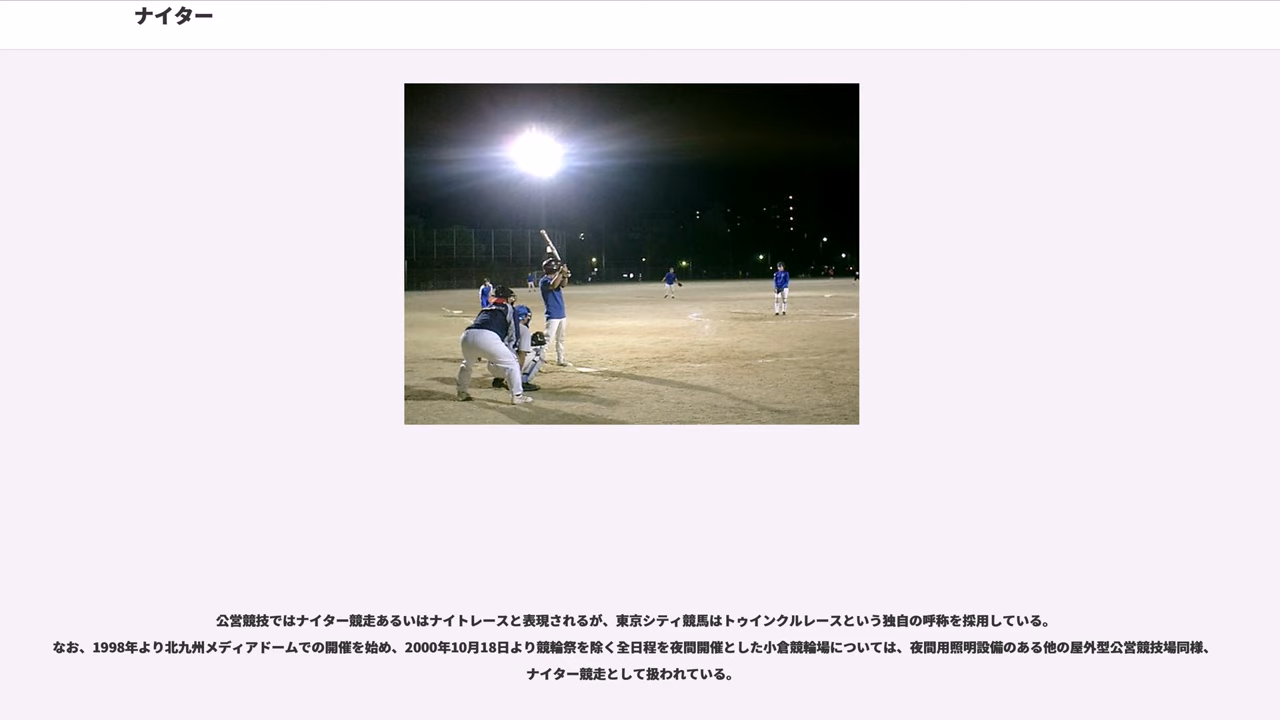 ナイター
公営競技ではナイター競走あるいはナイトレースと表現されるが、東京シティ競馬はトゥインクルレースという独自の呼称を採用している。
なお、1998年より北九州メディアドームでの開催を始め、2000年10月18日より競輪祭を除く全日程を夜間開催とした小倉競輪場については、夜間用照明設備のある他の屋外型公営競技場同様、
ナイター競走として扱われている。